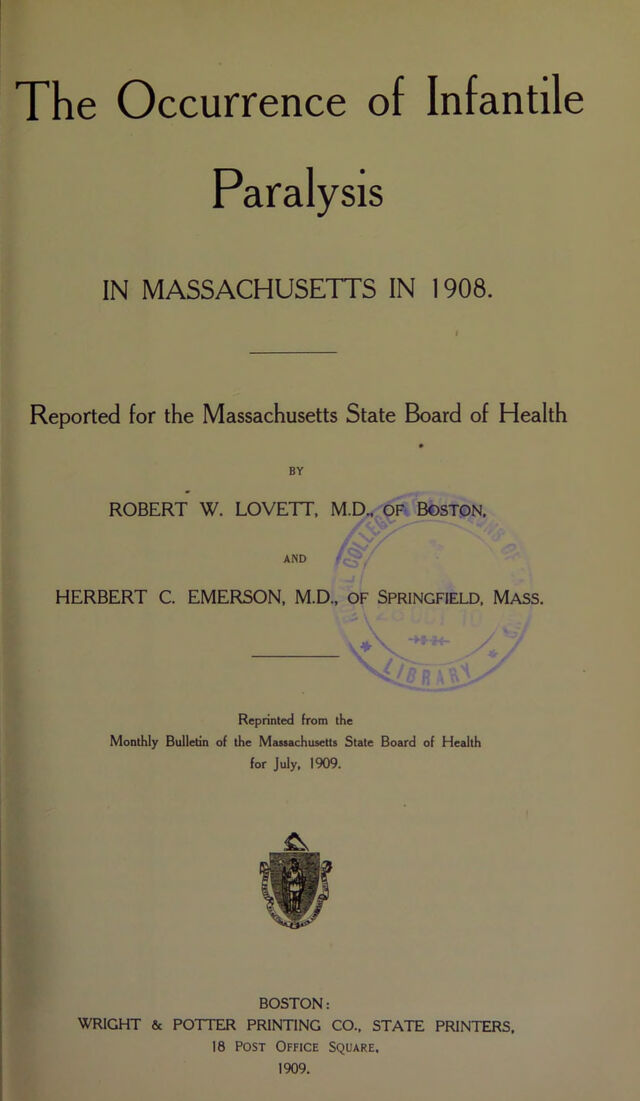 The Occurrence of Infantile
Paralysis
IN MASSACHUSETTS IN 1908.
Reported for the Massachusetts State Board of Health
BY
ROBERT W. LOVETT, M.D., OF BOSTON,
AND
HERBERT C. EMERSON, M.D., OF SPRINGFIELD, MASS.
LIBRARY
Reprinted from the
Monthly Bulletin of the Massachusetts State Board of Health
for July, 1909.
BOSTON:
WRIGHT & POTTER PRINTING CO., STATE PRINTERS,
18 POST OFFICE SQUARE,
1909.